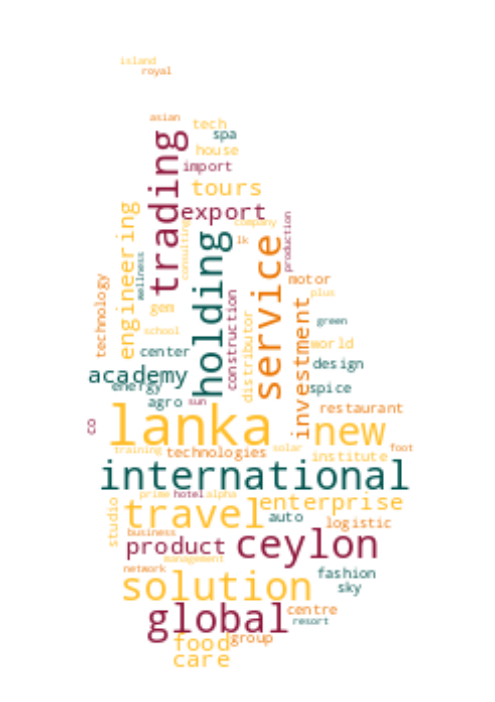 island
royal
asian
tech
spa
trading
house
import
tours
export
engineering
company
production
consulting
lk
holding
service
wellness
technology
motor
plus
gem
construction
investment
distributor
green
school
center
world
design
academy
energy
spice
agro
sun
restaurant
lanka
new
co
training
technologies
solar
foot
institute
international
prime
hotel
alpha
travel
enterprise
studio
auto
logistic
business
product
ceylon
management
network
fashion
solution
sky
global
centre
resort
food
group
care